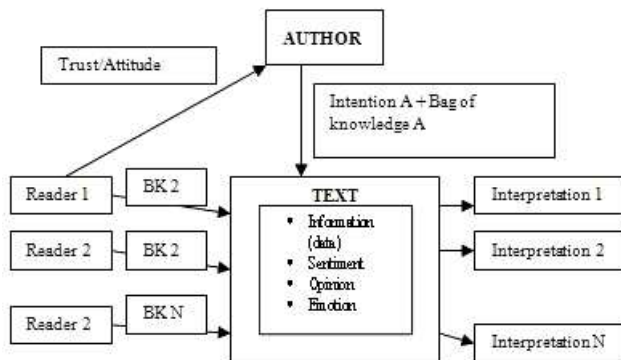 AUTHOR
Trust/Attitude
Intention A + Bag of
knowledge A
Reader 1
BK 2
TEXT
Interpretation 1
• Information
(data)
• Sentiment
• Opinion
• Emotion
Reader 2
BK 2
Interpretation 2
Reader 2
BK N
Interpretation N